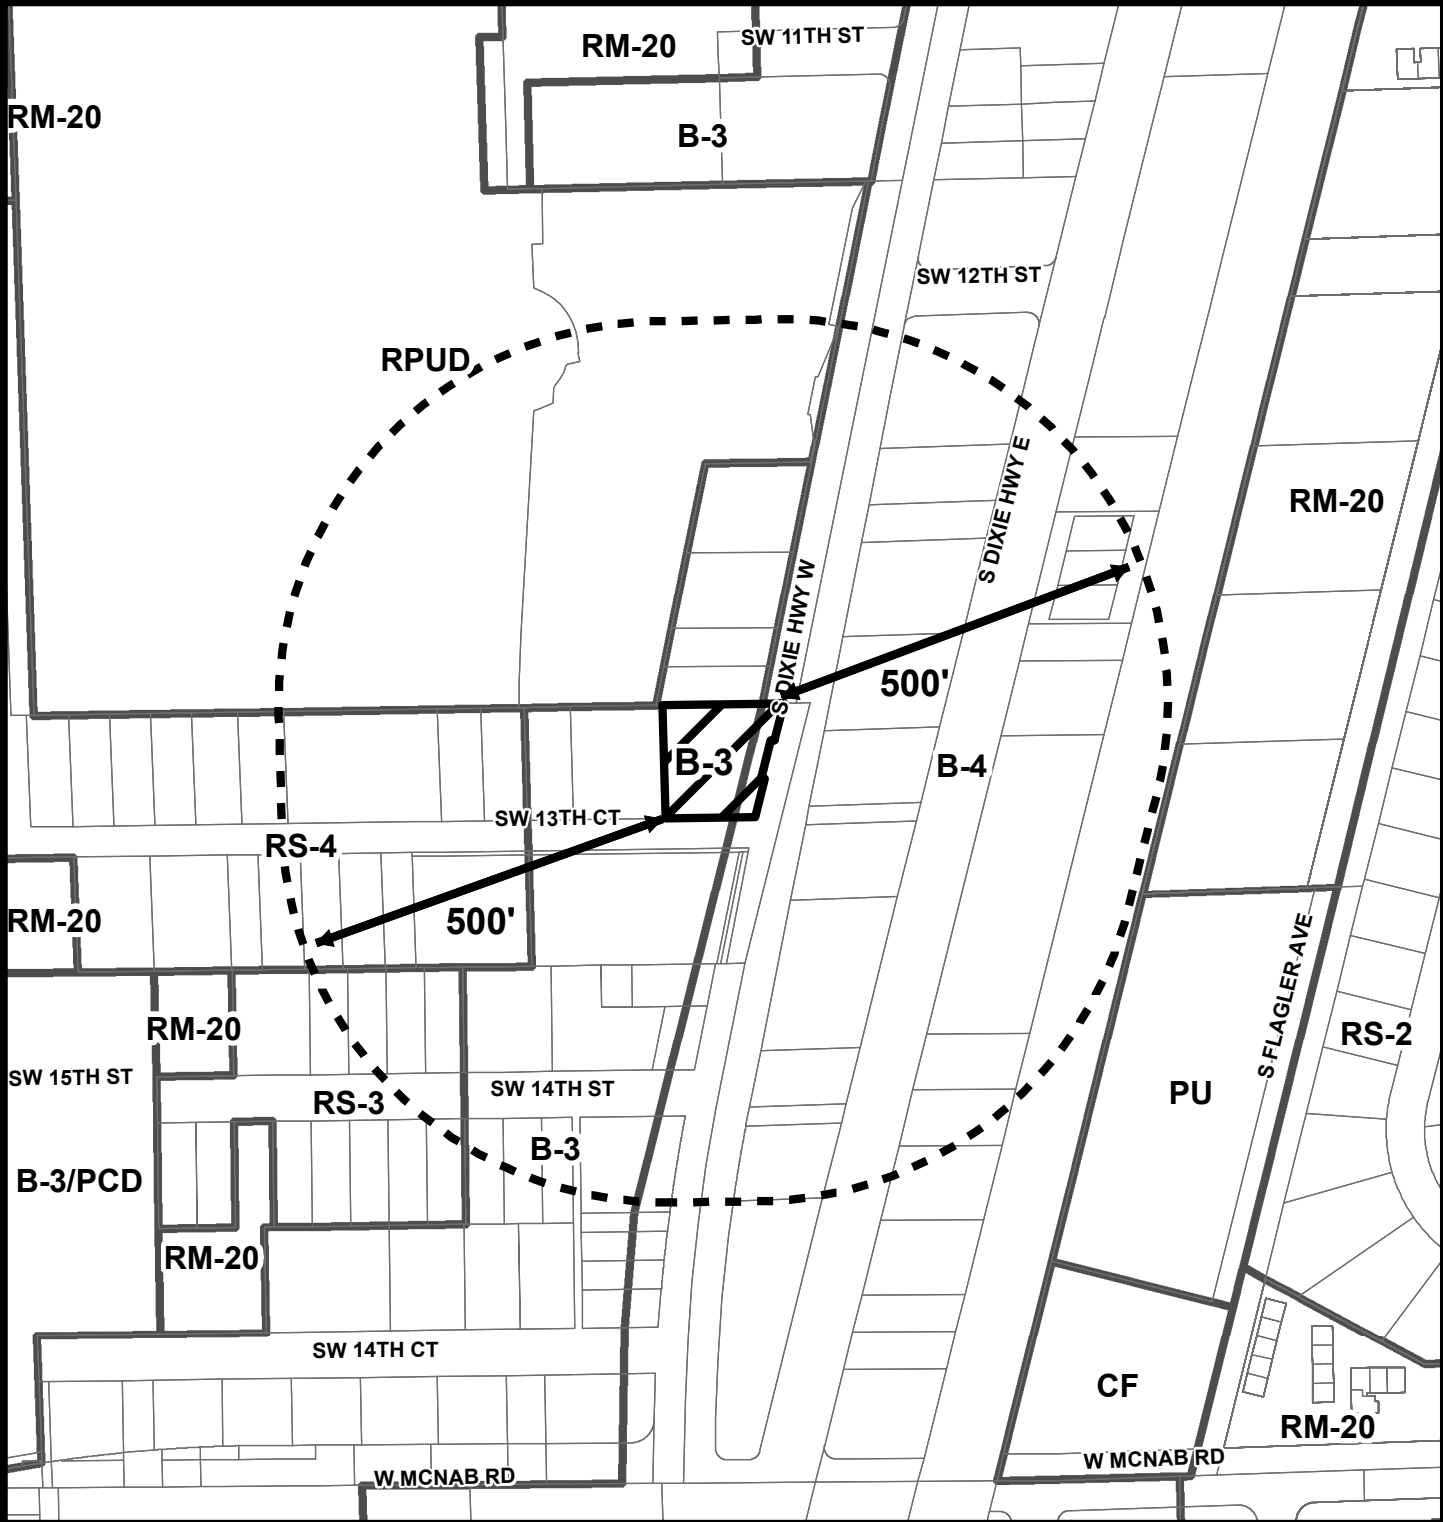 SW 11TH ST
RM-20
RM-20
B-3
SW 12TH ST
RPUD
S DIXIE HWY E
RM-20
S DIXIE HWY W
500'
B-3
B-4
SW 13TH CT
RS-4
RM-20
500'
S FLAGLER AVE
RM-20
RS-2
SW 15TH ST
SW 14TH ST
PU
RS-3
B-3
B-3/PCD
RM-20
SW 14TH CT
CF
RM-20
W MCNAB RD
W MCNAB RD